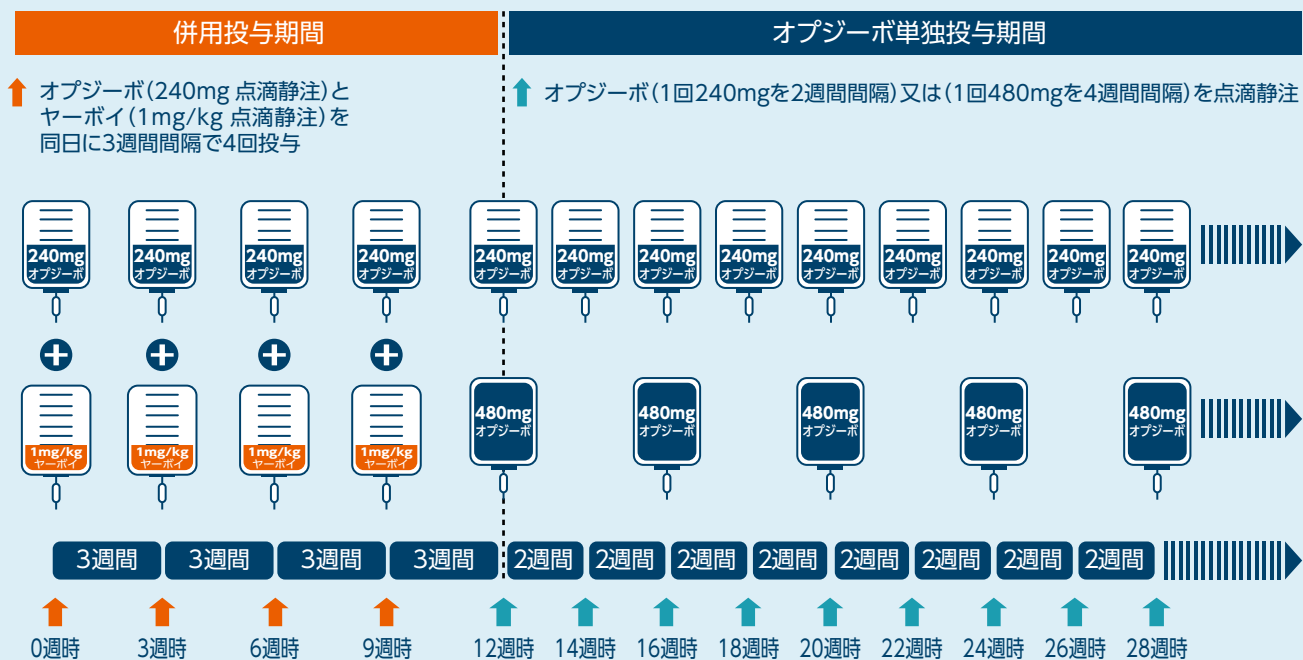 併用投与期間
オプジーボ単独投与期間
オプジーボ(240mg 点滴静注)と
ヤーボイ(1mg/kg 点滴静注)を
同日に3週間間隔で4回投与
オプジーボ(1回240mgを2週間間隔)又は(1回480mgを4週間間隔)を点滴静注
240mg
オプジーボ
240mg
オプジーボ
240mg
オプジーボ
240mg
オプジーボ
240mg
オプジーボ
240mg
オプジーボ
240mg
オプジーボ
240mg
オプジーボ
240mg
オプジーボ
240mg
オプジーボ
240mg
オプジーボ
240mg
オプジーボ
240mg
オプジーボ
+ + + +
1mg/kg
ヤーボイ
1mg/kg
ヤーボイ
1mg/kg
ヤーボイ
1mg/kg
ヤーボイ
480mg
オプジーボ
480mg
オプジーボ
480mg
オプジーボ
480mg
オプジーボ
480mg
オプジーボ
3週間 3週間 3週間 3週間 2週間 2週間 2週間 2週間 2週間 2週間 2週間 2週間
0週時 3週時 6週時 9週時 12週時 14週時 16週時 18週時 20週時 22週時 24週時 26週時 28週時